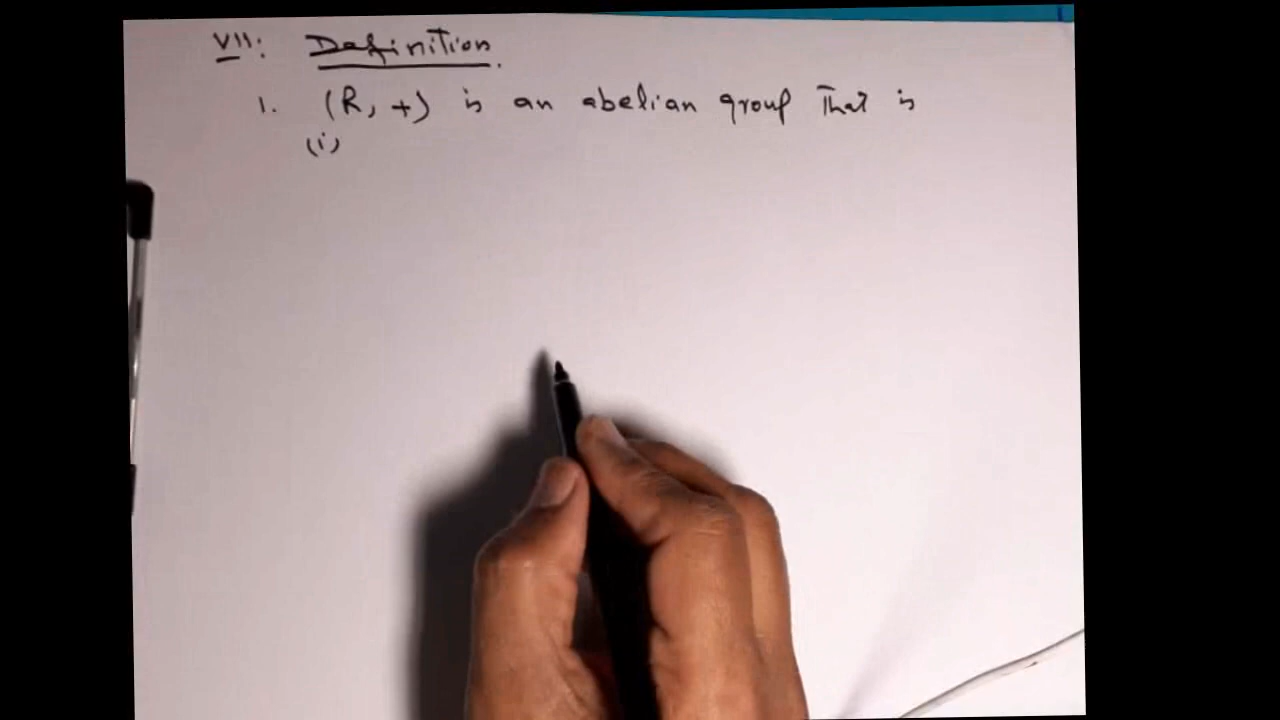 VII: Definition.
1. (R, +) is an abelian group That is
(i)